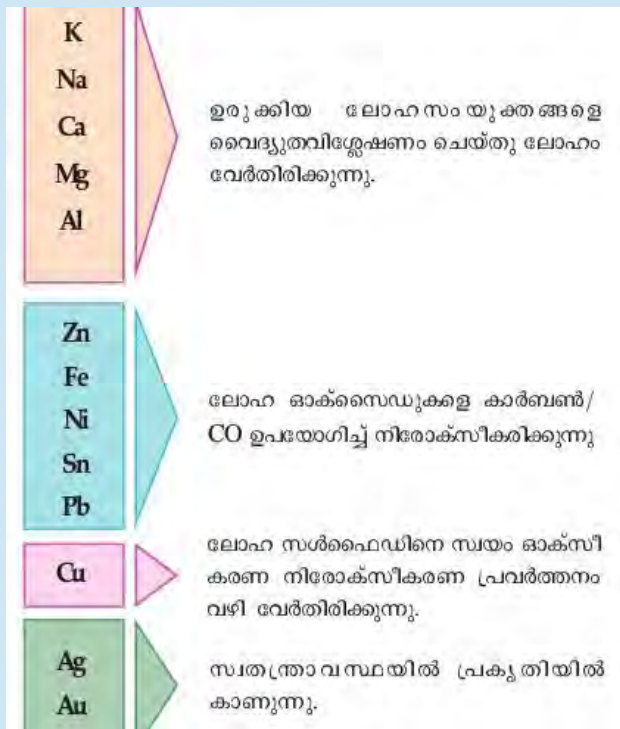 K
Na
Ca
Mg
Al
ഉരുക്കിയ ലോഹസംയുക്തങ്ങളെ
വൈദ്യുതവിശ്ലേഷണം ചെയ്തു ലോഹം
വേർതിരിക്കുന്നു.
Zn
Fe
Ni
Sn
Pb
ലോഹ ഓക്സൈഡുകളെ കാർബൺ/
CO ഉപയോഗിച്ച് നിരോക്സീകരിക്കുന്നു
Cu
ലോഹ സൾഫൈഡിനെ സ്വയം ഓക്സീ
കരണ നിരോക്സീകരണ പ്രവർത്തനം
വഴി വേർതിരിക്കുന്നു.
Ag
Au
സ്വതന്ത്രാവസ്ഥയിൽ പ്രകൃതിയിൽ
കാണുന്നു.